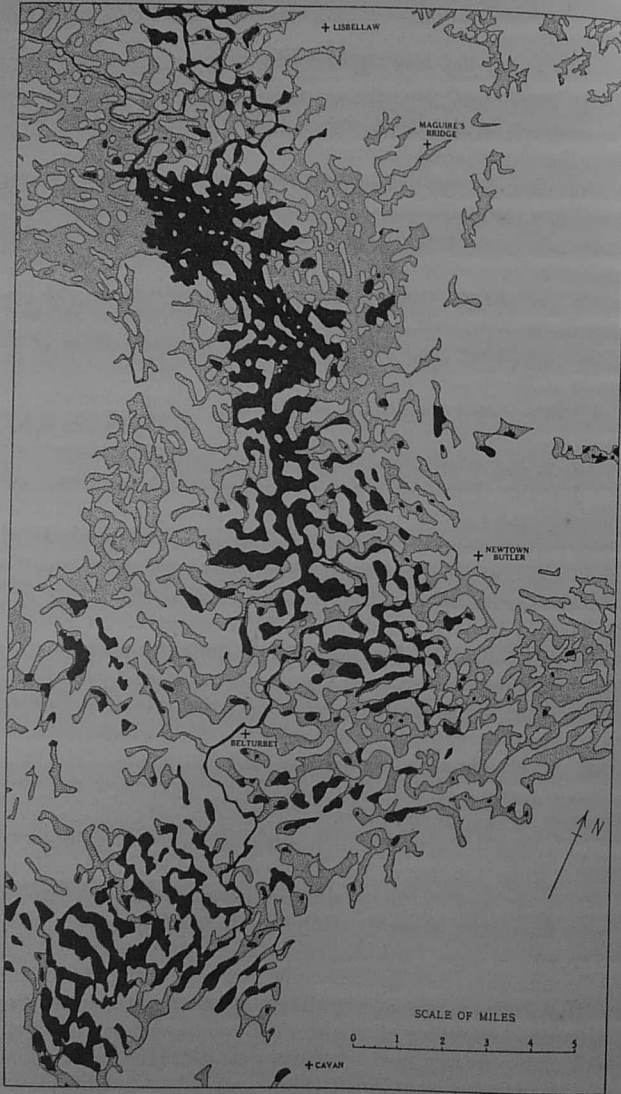 + LISBELLAW
MAGUIRE'S
BRIDGE
+
+ NEWTOWN
BUTLER
+
BELTURBET
N
SCALE OF MILES
0 1 2 3 4 5
+ CAVAN